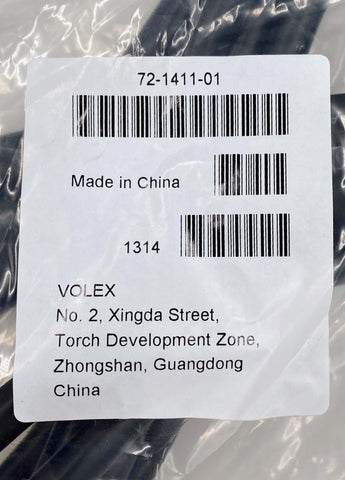 72-1411-01
Made in China
1314
VOLEX
No. 2, Xingda Street,
Torch Development Zone,
Zhongshan, Guangdong
China